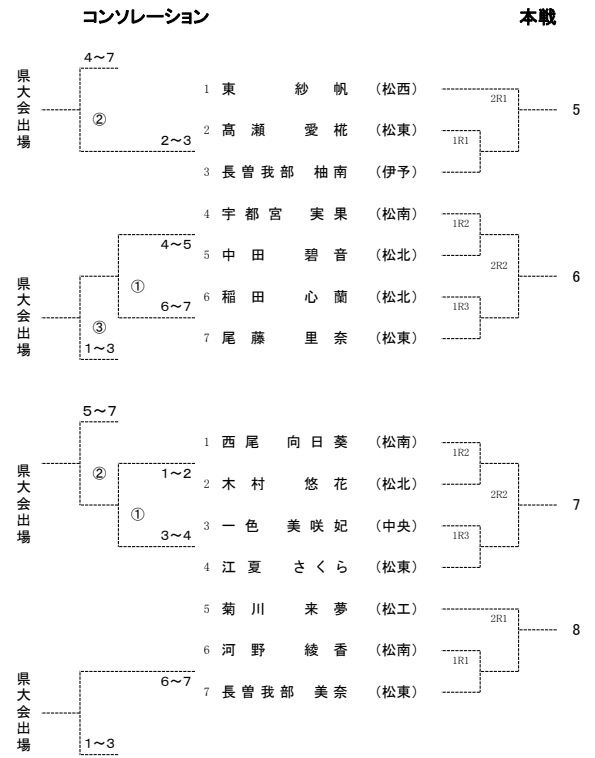 コンソレーション 本戦
4～7
県大会出場
②
2～3
1 東 紗 帆 (松西)
2R1
5
2 髙 瀬 愛 椛 (松東)
1R1
3 長曽我部 柚南 (伊予)
4 宇 都 宮 実 果 (松南)
1R2
4～5
5 中 田 碧 音 (松北)
2R2
県大会出場
①
6
6 稲 田 心 蘭 (松北)
1R3
6～7
③
7 尾 藤 里 奈 (松東)
1～3
5～7
1 西 尾 向 日 葵 (松南)
1R2
県大会出場
②
1～2
2 木 村 悠 花 (松北)
2R2
7
①
3 一 色 美 咲 妃 (中央)
1R3
3～4
4 江 夏 さ く ら (松東)
5 菊 川 来 夢 (松工)
2R1
8
6 河 野 綾 香 (松南)
1R1
県大会出場
6～7
7 長曽我部 美奈 (松東)
1～3